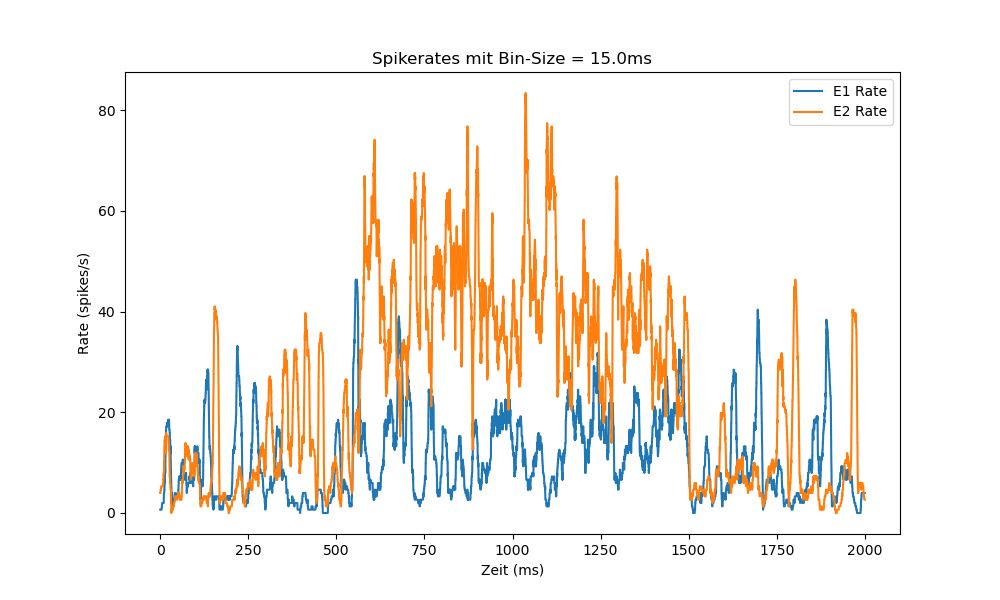 Spikerates mit Bin-Size = 15.0ms
E1 Rate
E2 Rate
80
60
40
20
0
Rate (spikes/s)
0 250 500 750 1000 1250 1500 1750 2000
Zeit (ms)